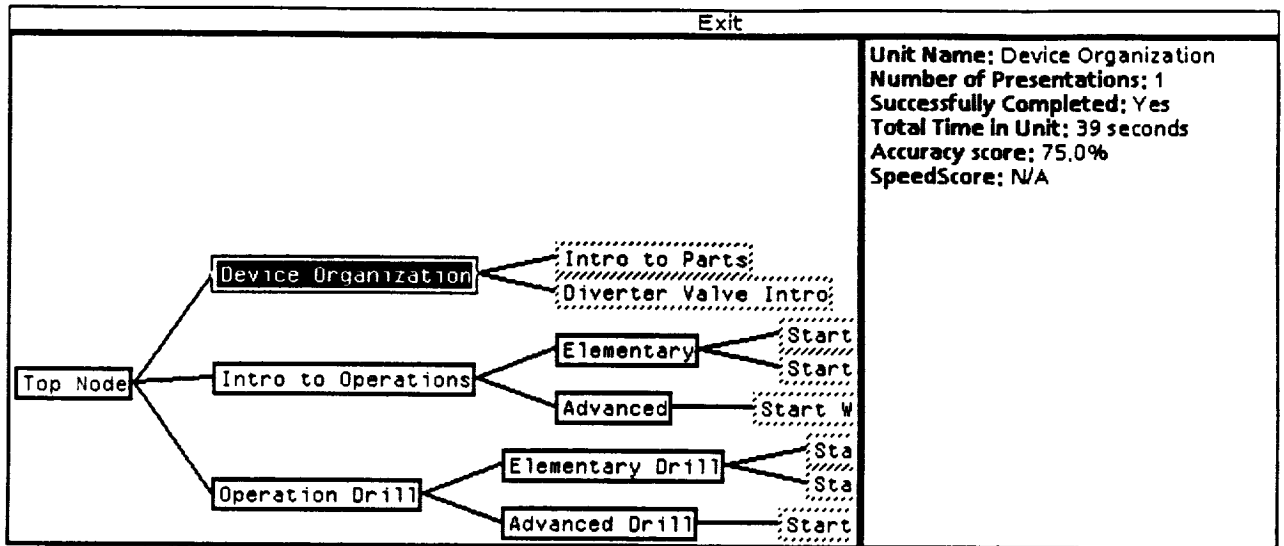 Exit
Unit Name: Device Organization
Number of Presentations: 1
Successfully Completed: Yes
Total Time in Unit: 39 seconds
Accuracy score: 75.0%
SpeedScore: N/A
Intro to Parts
Device Organization
Diverter Valve Intro
Start
Elementary
Start
Top Node
Intro to Operations
Advanced
Start W
Sta
Elementary Drill
Sta
Operation Drill
Advanced Drill
Start